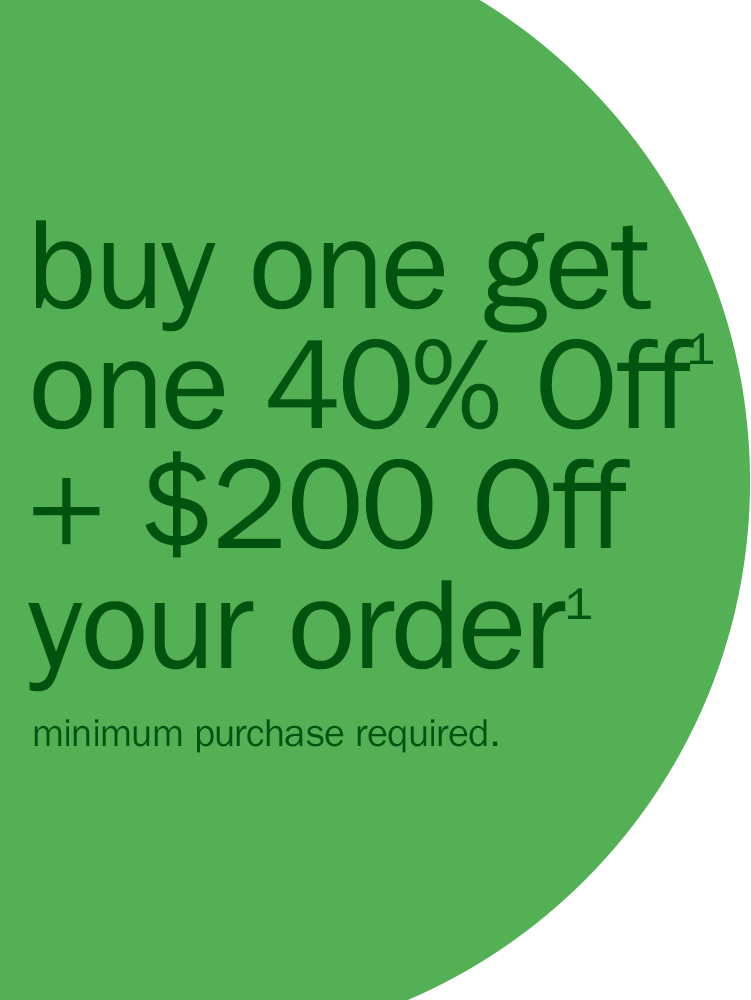 buy one get
one 40% Off¹
+ $200 Off
your order¹
minimum purchase required.